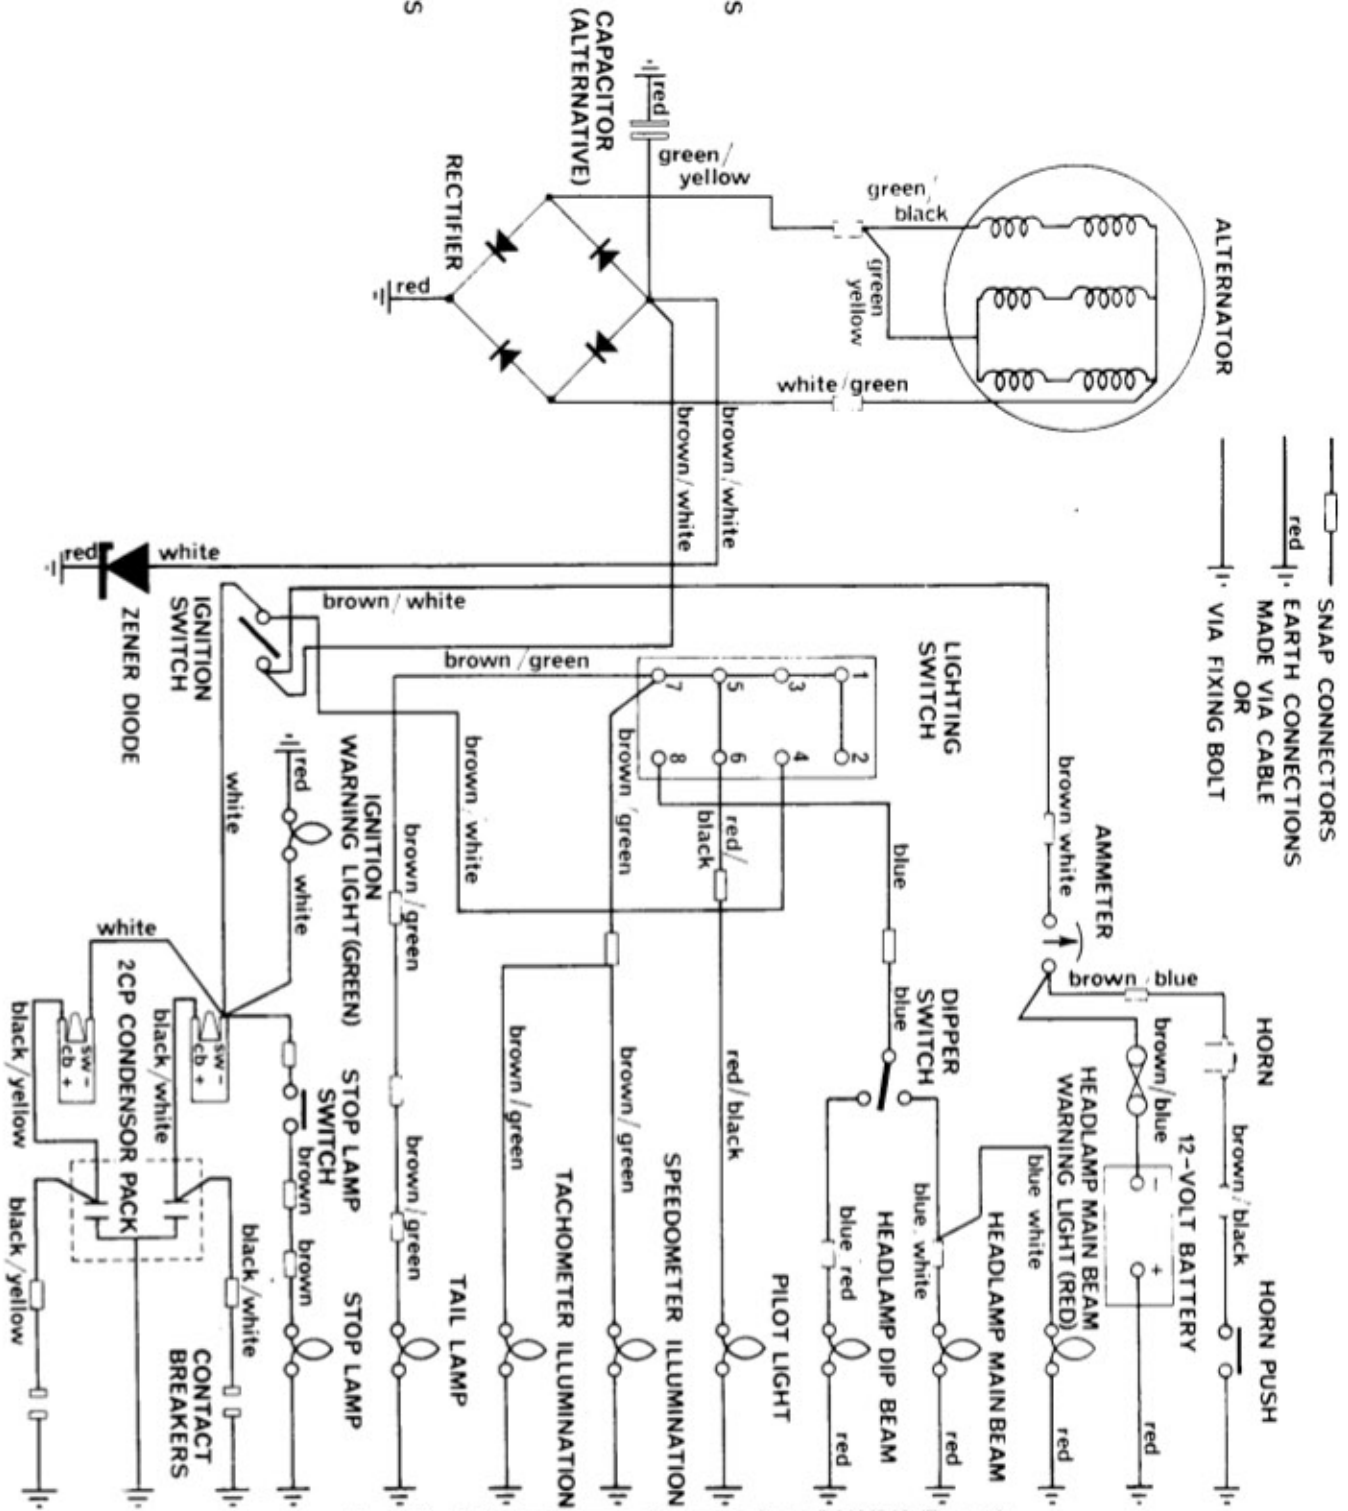 S
S
CAPACITOR
(ALTERNATIVE)
red
green/
yellow
green/
black
green
yellow
ALTERNATOR
RECTIFIER
red
white/green
brown/white
brown/white
SNAP CONNECTORS
red
EARTH CONNECTIONS
MADE VIA CABLE
OR
VIA FIXING BOLT
red
white
ZENER DIODE
IGNITION
SWITCH
brown/white
brown/green
LIGHTING
SWITCH
1
3
5
7
2
4
6
8
white
red
IGNITION
WARNING LIGHT(GREEN)
white
brown/green
brown/white
brown/green
red/
black
blue
brown white
AMMETER
brown/blue
HORN
blue
DIPPER
SWITCH
brown/blue
HEADLAMP MAIN BEAM
WARNING LIGHT (RED)
12-VOLT BATTERY
-
+
brown/black
HORN PUSH
white
2CP CONDENSOR PACK
sw -
cb +
sw -
cb +
black/yellow
black/white
STOP LAMP
SWITCH
brown
brown
brown/green
brown/green
brown/green
red/black
blue red
blue white
blue white
black/yellow
black/white
CONTACT
BREAKERS
STOP LAMP
TAIL LAMP
TACHOMETER ILLUMINATION
SPEEDOMETER ILLUMINATION
PILOT LIGHT
HEADLAMP DIP BEAM
HEADLAMP MAIN BEAM
red
red
red
red